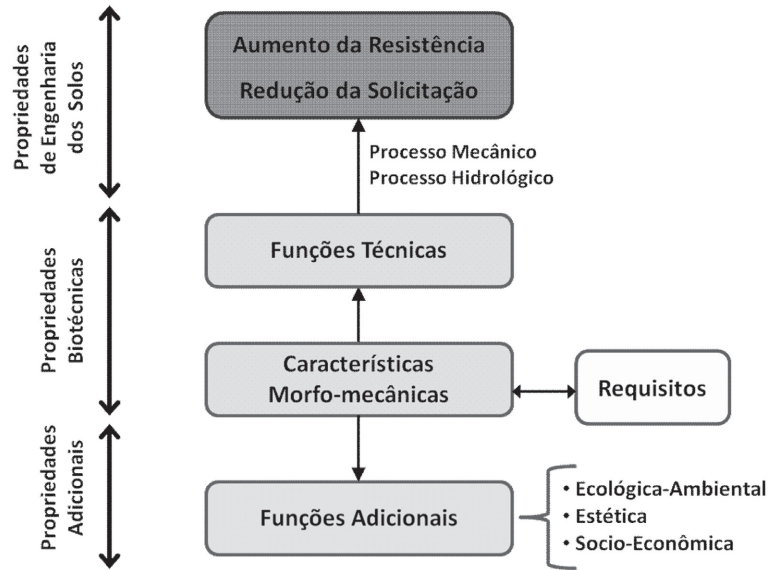 Propriedades
de Engenharia
dos Solos
Aumento da Resistência
Redução da Solicitação
Processo Mecânico
Processo Hidrológico
Propriedades
Biotécnicas
Funções Técnicas
Características
Morfo-mecânicas
Requisitos
Propriedades
Adicionais
Funções Adicionais
• Ecológica-Ambiental
• Estética
• Socio-Econômica